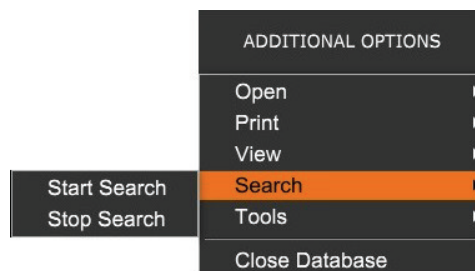 ADDITIONAL OPTIONS
Open
Print
View
Search
Start Search
Stop Search
Tools
Close Database